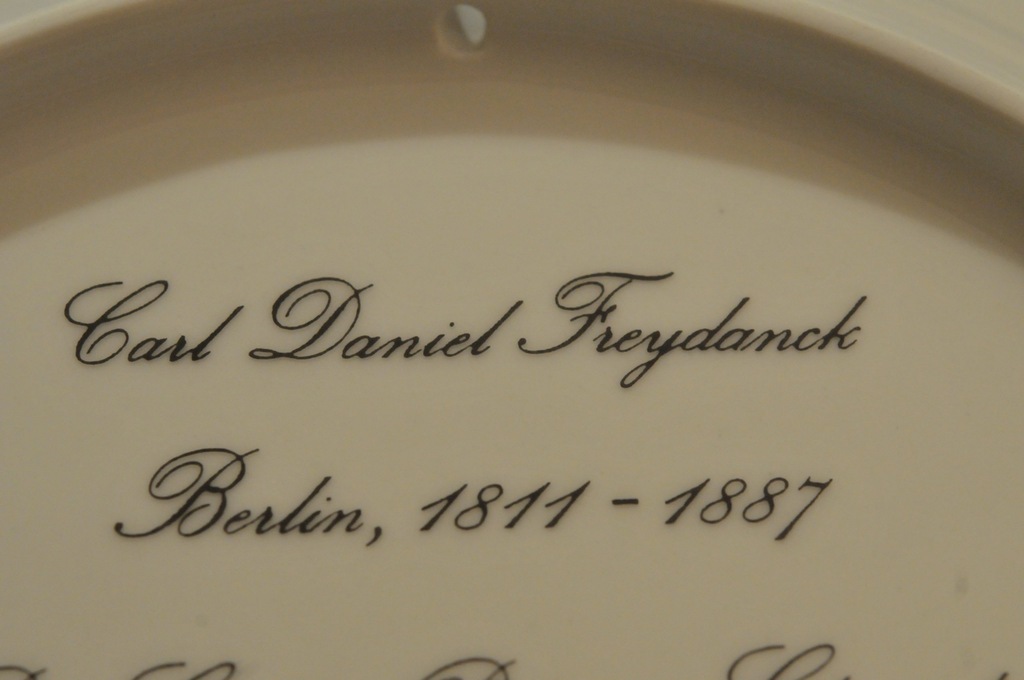 Carl Daniel Freydanck
Berlin, 1811 - 1887